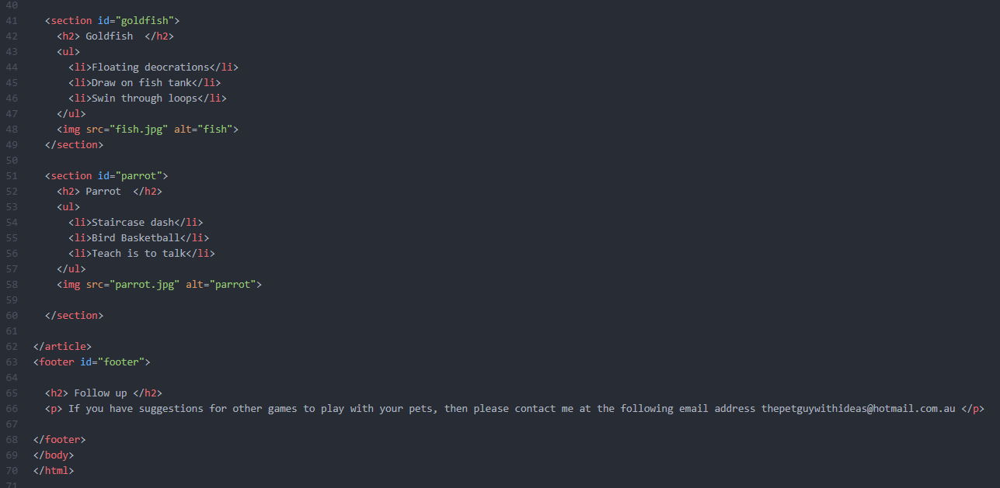 40
41 <section id="goldfish">
42 <h2> Goldfish  </h2>
43 <ul>
44 <li>Floating deocrations</li>
45 <li>Draw on fish tank</li>
46 <li>Swin through loops</li>
47 </ul>
48 <img src="fish.jpg" alt="fish">
49 </section>
50
51 <section id="parrot">
52 <h2> Parrot  </h2>
53 <ul>
54 <li>Staircase dash</li>
55 <li>Bird Basketball</li>
56 <li>Teach is to talk</li>
57 </ul>
58 <img src="parrot.jpg" alt="parrot">
59
60 </section>
61
62 </article>
63 <footer id="footer">
64
65 <h2> Follow up </h2>
66 <p> If you have suggestions for other games to play with your pets, then please contact me at the following email address thepetguywithideas@hotmail.com.au </p>
67
68 </footer>
69 </body>
70 </html>
71